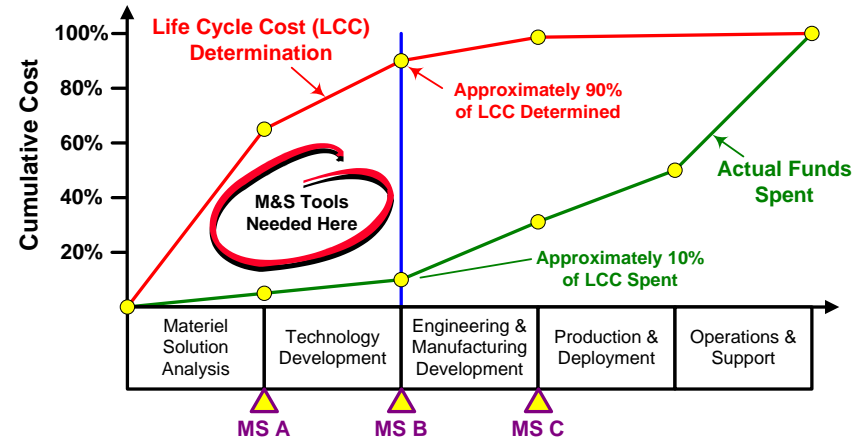 100%
80%
60%
40%
20%
Cumulative Cost
Life Cycle Cost (LCC)
Determination
Approximately 90%
of LCC Determined
M&S Tools
Needed Here
Actual Funds
Spent
Approximately 10%
of LCC Spent
Materiel
Solution
Analysis
Technology
Development
Engineering &
Manufacturing
Development
Production &
Deployment
Operations &
Support
MS A
MS B
MS C